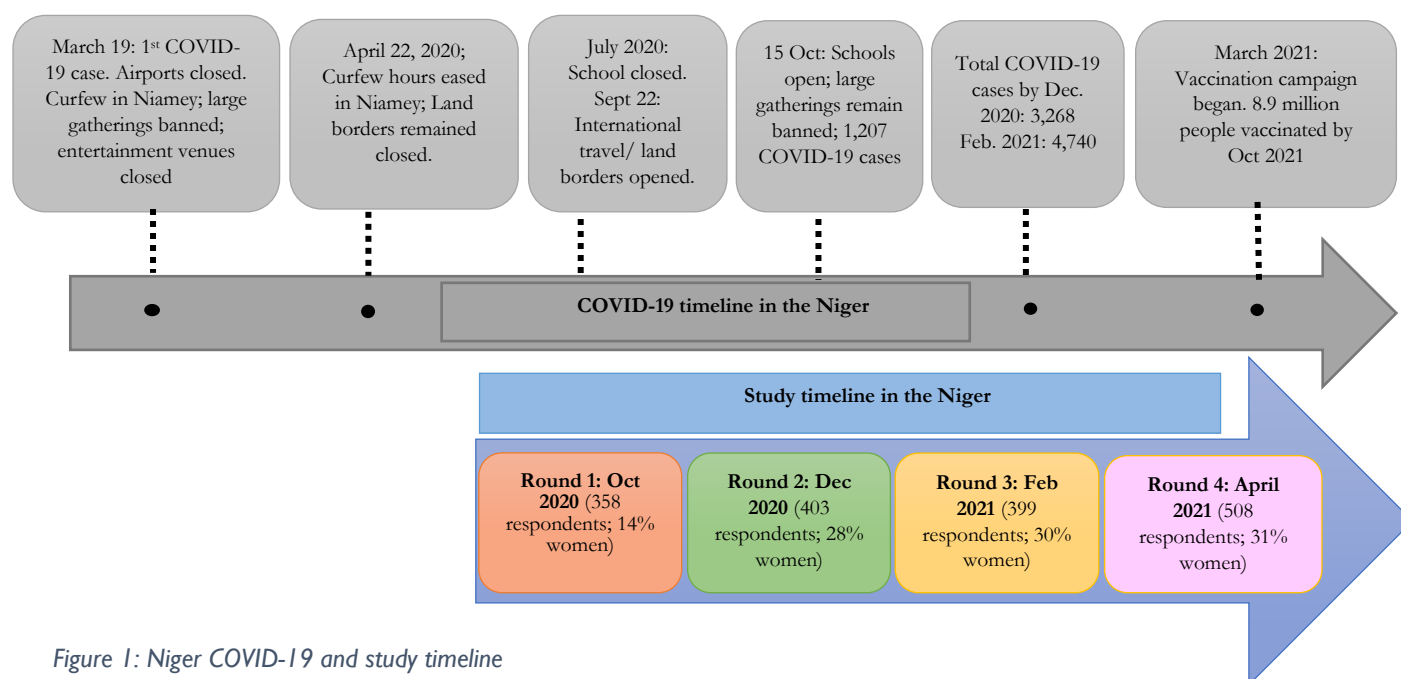 March 19: 1st COVID-
19 case. Airports closed.
Curfew in Niamey; large
gatherings banned;
entertainment venues
closed
April 22, 2020;
Curfew hours eased
in Niamey; Land
borders remained
closed.
July 2020:
School closed.
Sept 22:
International
travel/ land
borders opened.
15 Oct: Schools
open; large
gatherings remain
banned; 1,207
COVID-19 cases
Total COVID-19
cases by Dec.
2020: 3,268
Feb. 2021: 4,740
March 2021:
Vaccination campaign
began. 8.9 million
people vaccinated by
Oct 2021
COVID-19 timeline in the Niger
Study timeline in the Niger
Round 1: Oct
2020 (358
respondents; 14%
women)
Round 2: Dec
2020 (403
respondents; 28%
women)
Round 3: Feb
2021 (399
respondents; 30%
women)
Round 4: April
2021 (508
respondents; 31%
women)
Figure 1: Niger COVID-19 and study timeline